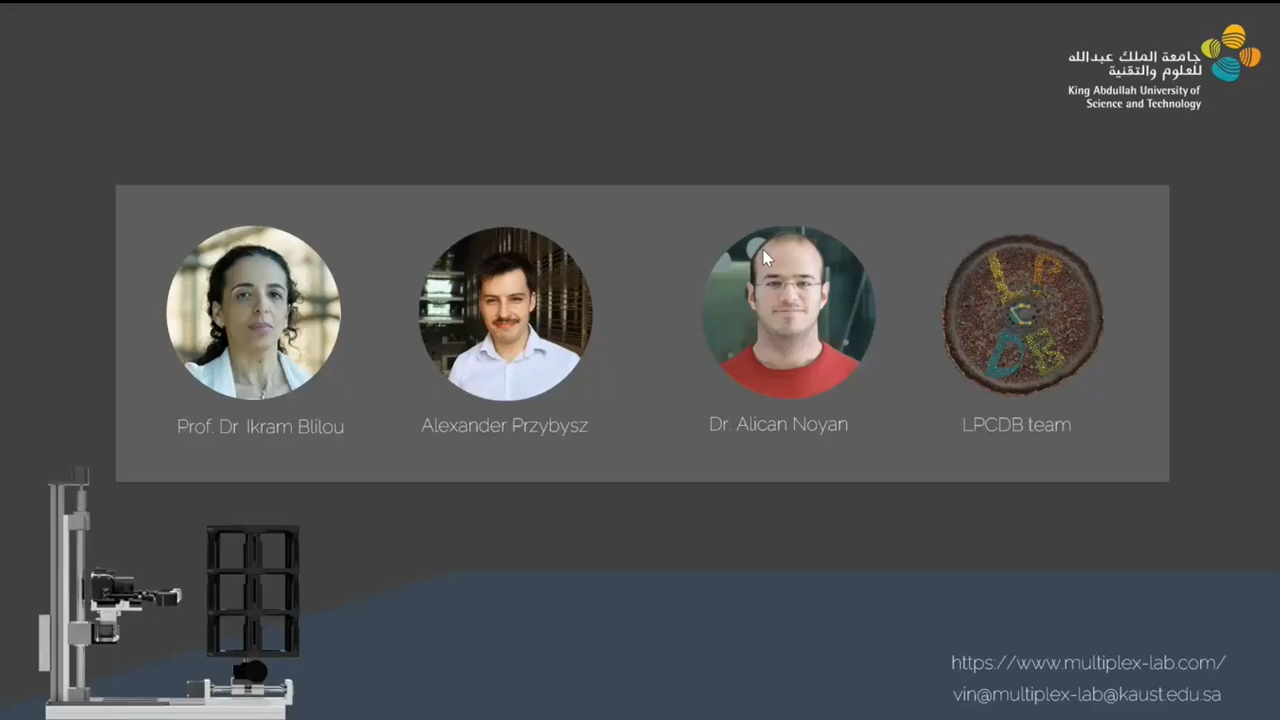 جامعة الملك عبدالله
للعلوم والتقنية
King Abdullah University of
Science and Technology
LPCDB
Prof. Dr Ikram Blilou
Alexander Przybysz
Dr. Alican Noyan
LPCDB team
https://www.multiplex-lab.com/
vin@multiplex-lab@kaust.edu.sa